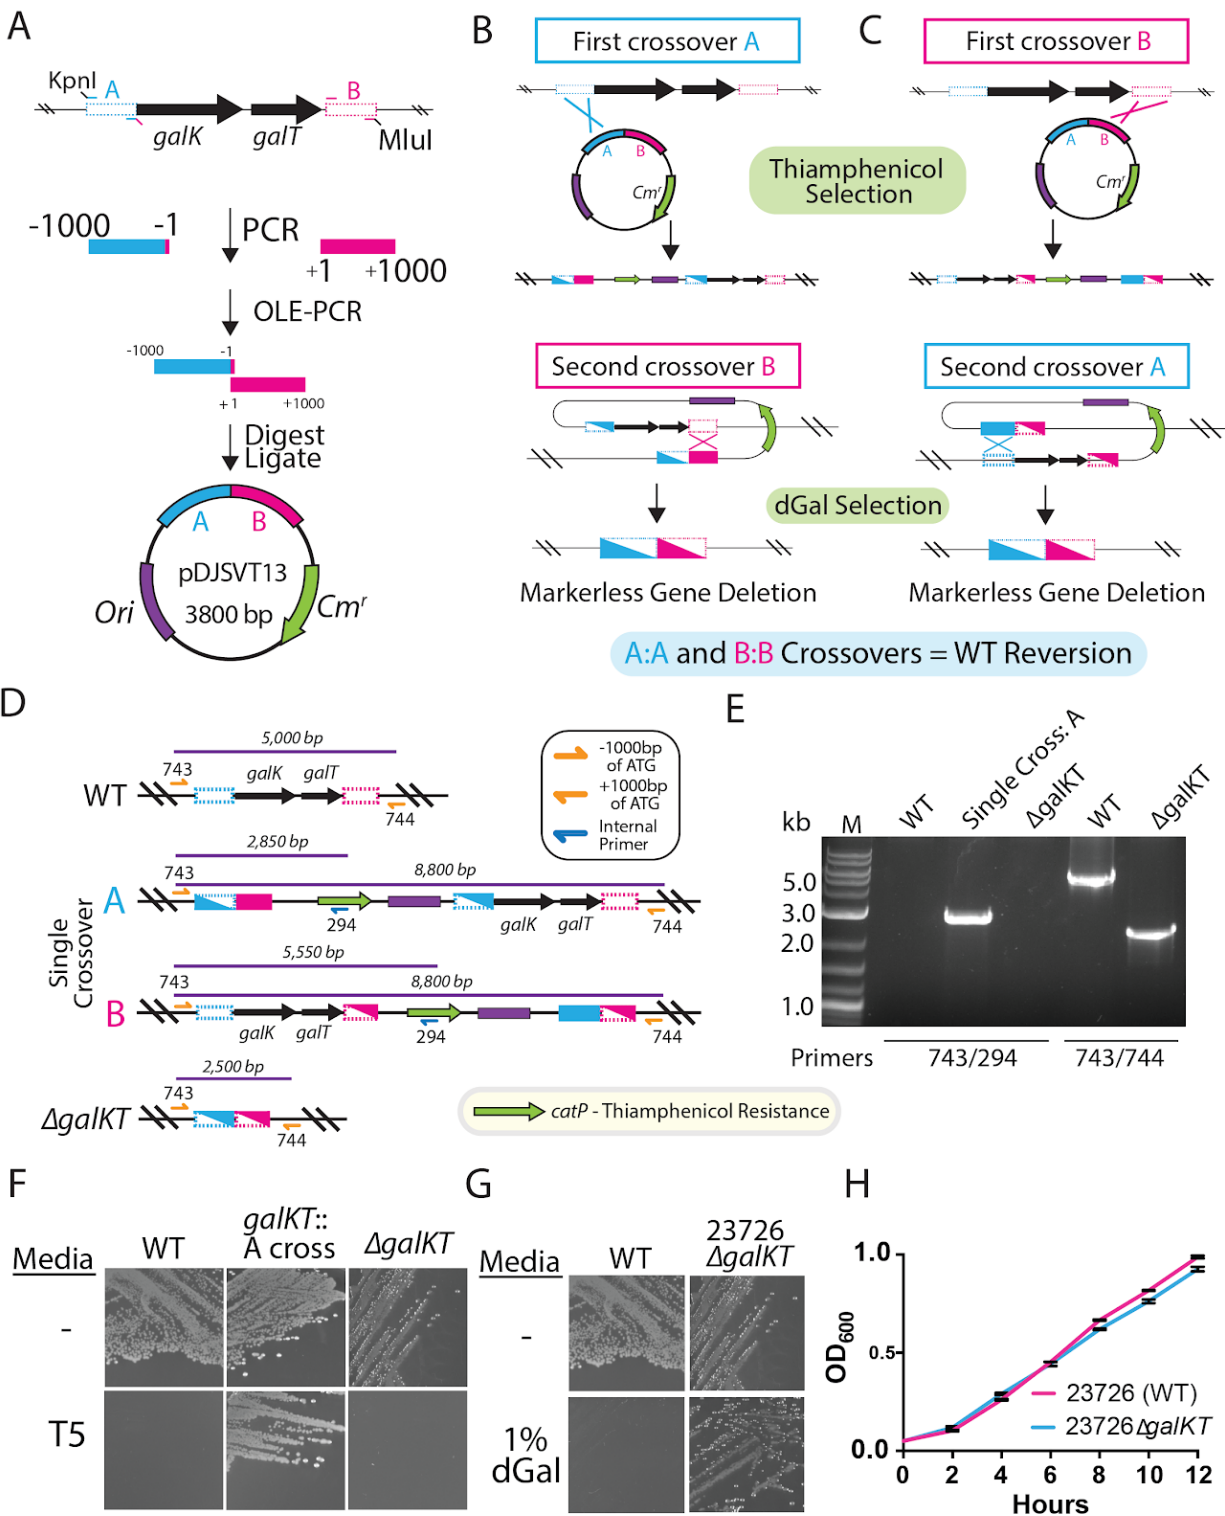 A
KpnI
A
B
galK
galT
MluI
-1000
-1
PCR
+1
+1000
OLE-PCR
-1000
-1
+1
+1000
Digest
Ligate
A
B
pDJSVT13
3800 bp
Ori
Cmʳ
B
First crossover A
A
B
Cmʳ
Thiamphenicol
Selection
Second crossover B
dGal Selection
Markerless Gene Deletion
C
First crossover B
A
B
Cmʳ
Second crossover A
Markerless Gene Deletion
A:A and B:B Crossovers = WT Reversion
D
5,000 bp
743
galK
galT
WT
744
-1000bp
of ATG
+1000bp
of ATG
Internal
Primer
2,850 bp
743
8,800 bp
A
294
galK
galT
744
Single
Crossover
5,550 bp
743
8,800 bp
B
galK
galT
294
744
2,500 bp
743
ΔgalKT
744
catP - Thiamphenicol Resistance
E
kb
M
WT
Single Cross: A
ΔgalKT
WT
ΔgalKT
5.0
3.0
2.0
1.0
Primers
743/294
743/744
F
Media
WT
galKT::
A cross
ΔgalKT
-
T5
G
Media
WT
23726
ΔgalKT
-
1%
dGal
H
1.0
0.5
0.0
OD600
23726 (WT)
23726ΔgalKT
0 2 4 6 8 10 12
Hours